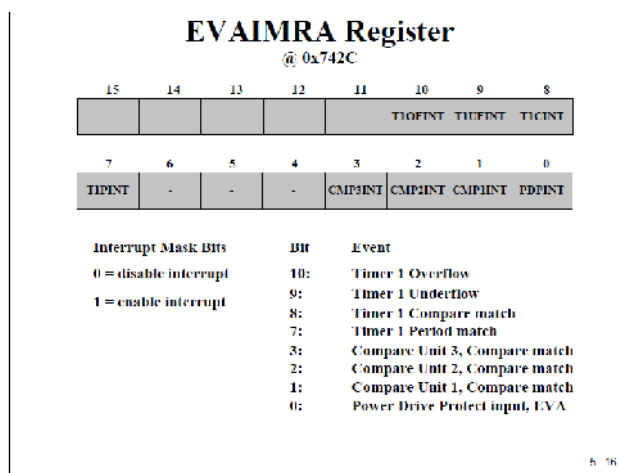 EVAIMRA Register
@ 0x742C
15 14 13 12 11 10 9 8
T1OFINT T1UFINT T1CINT
7 6 5 4 3 2 1 0
T1PINT - - - CMP3INT CMP2INT CMP1INT PDPINT
Interrupt Mask Bits Bit Event
0 = disable interrupt 10: Timer 1 Overflow
1 = enable interrupt 9: Timer 1 Underflow
8: Timer 1 Compare match
7: Timer 1 Period match
3: Compare Unit 3, Compare match
2: Compare Unit 2, Compare match
1: Compare Unit 1, Compare match
0: Power Drive Protect input, EVA
5 16